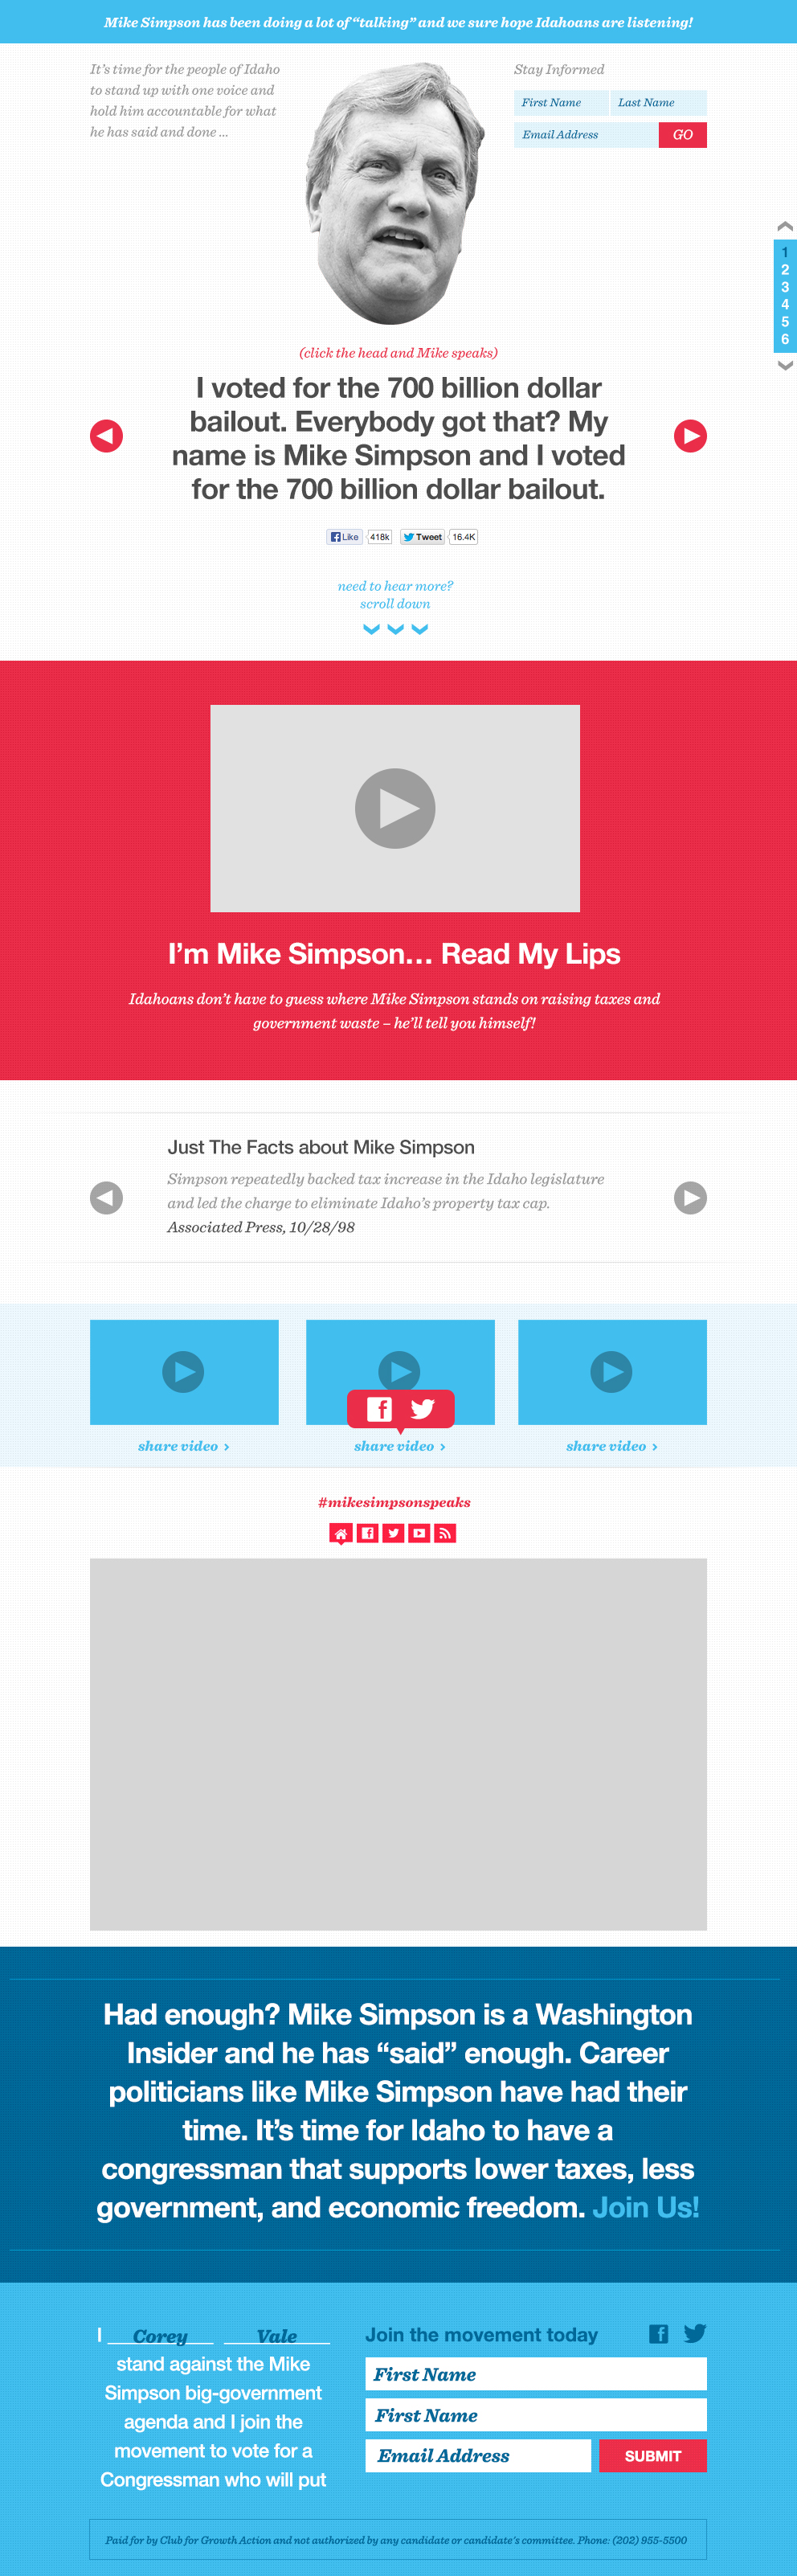 Mike Simpson has been doing a lot of “talking” and we sure hope Idahoans are listening!
It’s time for the people of Idaho
to stand up with one voice and
hold him accountable for what
he has said and done ...
Stay Informed
First Name
Last Name
Email Address
GO
1
2
3
4
5
6
(click the head and Mike speaks)
I voted for the 700 billion dollar
bailout. Everybody got that? My
name is Mike Simpson and I voted
for the 700 billion dollar bailout.
Like 418k Tweet 16.4K
need to hear more?
scroll down
I’m Mike Simpson... Read My Lips
Idahoans don’t have to guess where Mike Simpson stands on raising taxes and
government waste – he’ll tell you himself!
Just The Facts about Mike Simpson
Simpson repeatedly backed tax increase in the Idaho legislature
and led the charge to eliminate Idaho’s property tax cap.
Associated Press, 10/28/98
share video ›
share video ›
share video ›
#mikesimpsonspeaks
Had enough? Mike Simpson is a Washington
Insider and he has “said” enough. Career
politicians like Mike Simpson have had their
time. It’s time for Idaho to have a
congressman that supports lower taxes, less
government, and economic freedom. Join Us!
I Corey Vale
stand against the Mike
Simpson big-government
agenda and I join the
movement to vote for a
Congressman who will put
Join the movement today
First Name
First Name
Email Address
SUBMIT
Paid for by Club for Growth Action and not authorized by any candidate or candidate’s committee. Phone: (202) 955-5500